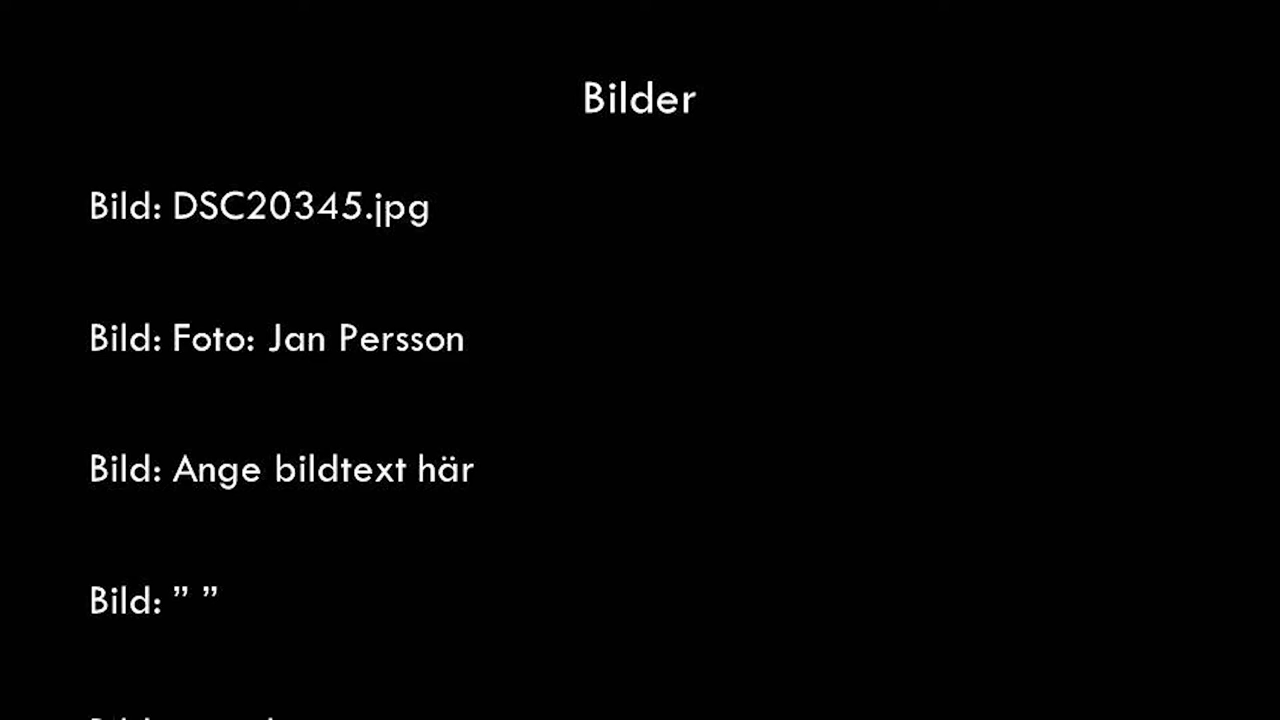 Bilder
Bild: DSC20345.jpg
Bild: Foto: Jan Persson
Bild: Ange bildtext här
Bild: ” ”